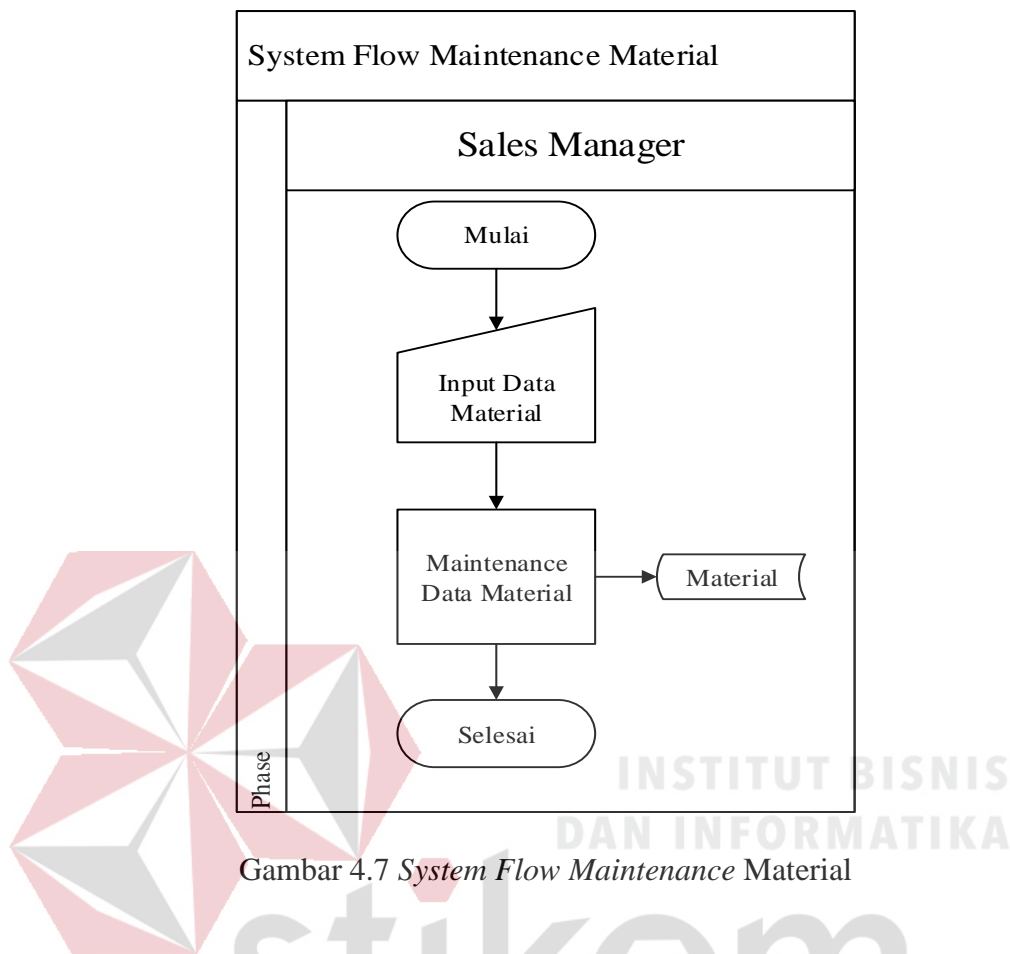 System Flow Maintenance Material
Sales Manager
Mulai
Input Data
Material
Maintenance
Data Material
Material
Selesai
Phase
INSTITUT BISNIS
DAN INFORMATIKA
Gambar 4.7 System Flow Maintenance Material
stikom